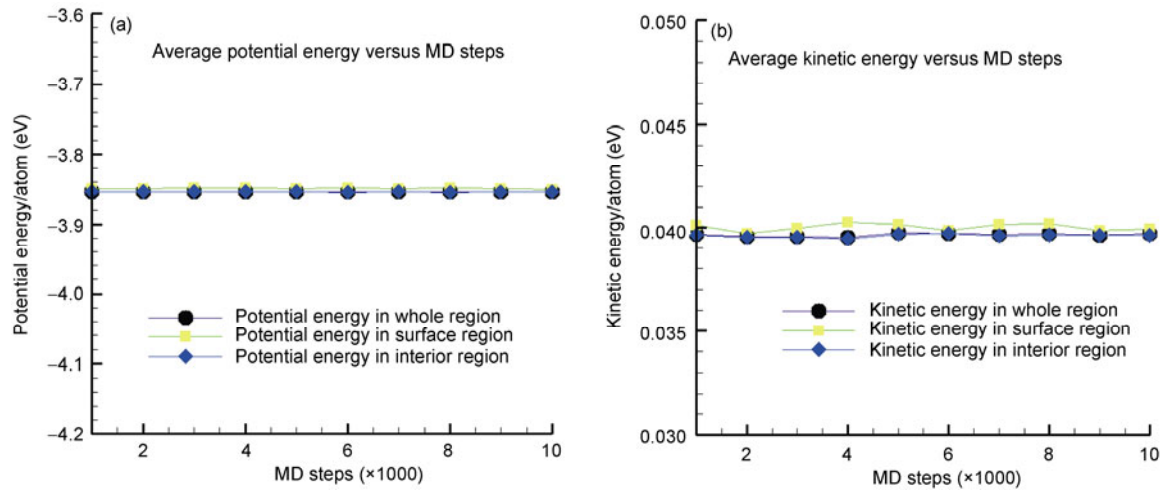 (a)
Average potential energy versus MD steps
Potential energy/atom (eV)
−3.6
−3.7
−3.8
−3.9
−4.0
−4.1
−4.2
Potential energy in whole region
Potential energy in surface region
Potential energy in interior region
2
4
6
8
10
MD steps (×1000)
(b)
Average kinetic energy versus MD steps
Kinetic energy/atom (eV)
0.050
0.045
0.040
0.035
0.030
Kinetic energy in whole region
Kinetic energy in surface region
Kinetic energy in interior region
2
4
6
8
10
MD steps (×1000)